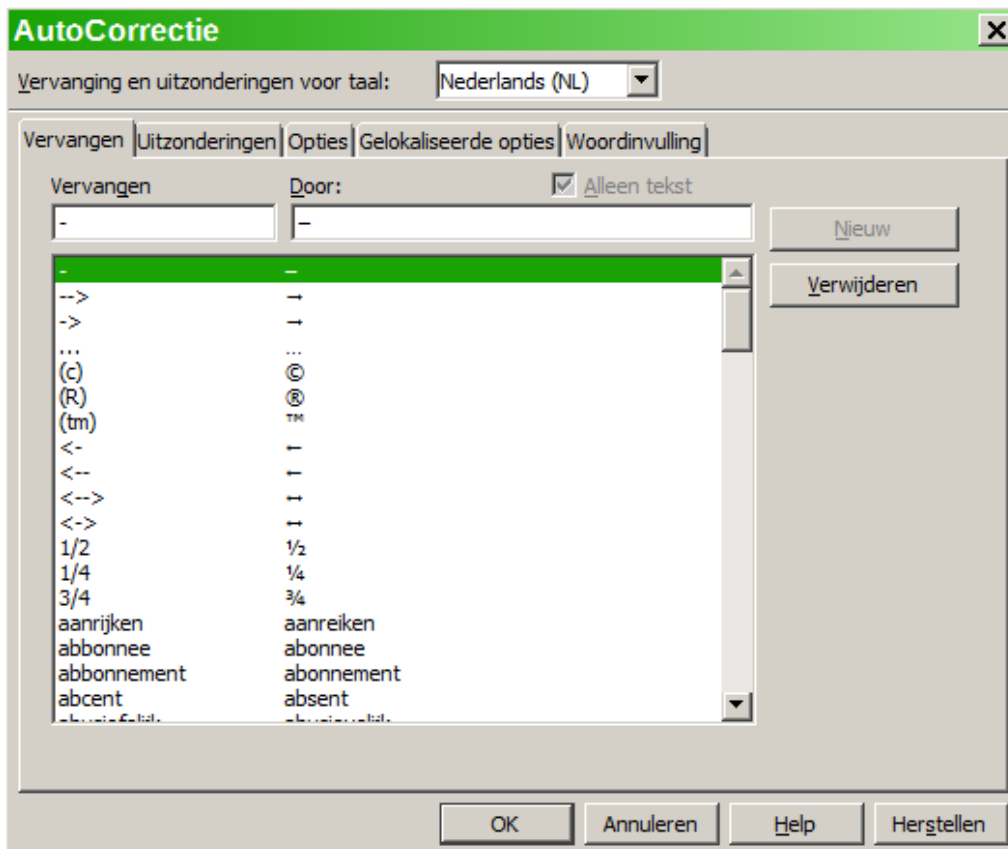 AutoCorrectie
Vervanging en uitzonderingen voor taal: Nederlands (NL)
Vervangen Uitzonderingen Opties Gelokaliseerde opties Woordinvulling
Vervangen Door: Alleen tekst
- – Nieuw
- –
Verwijderen
--> →
-> →
... …
(c) ©
(R) ®
(tm) ™
<- ←
<-- ←
<--> ↔
<-> ↔
1/2 ½
1/4 ¼
3/4 ¾
aanrijken aanreiken
abbonnee abonnee
abbonnement abonnement
abcent absent
OK Annuleren Help Herstellen